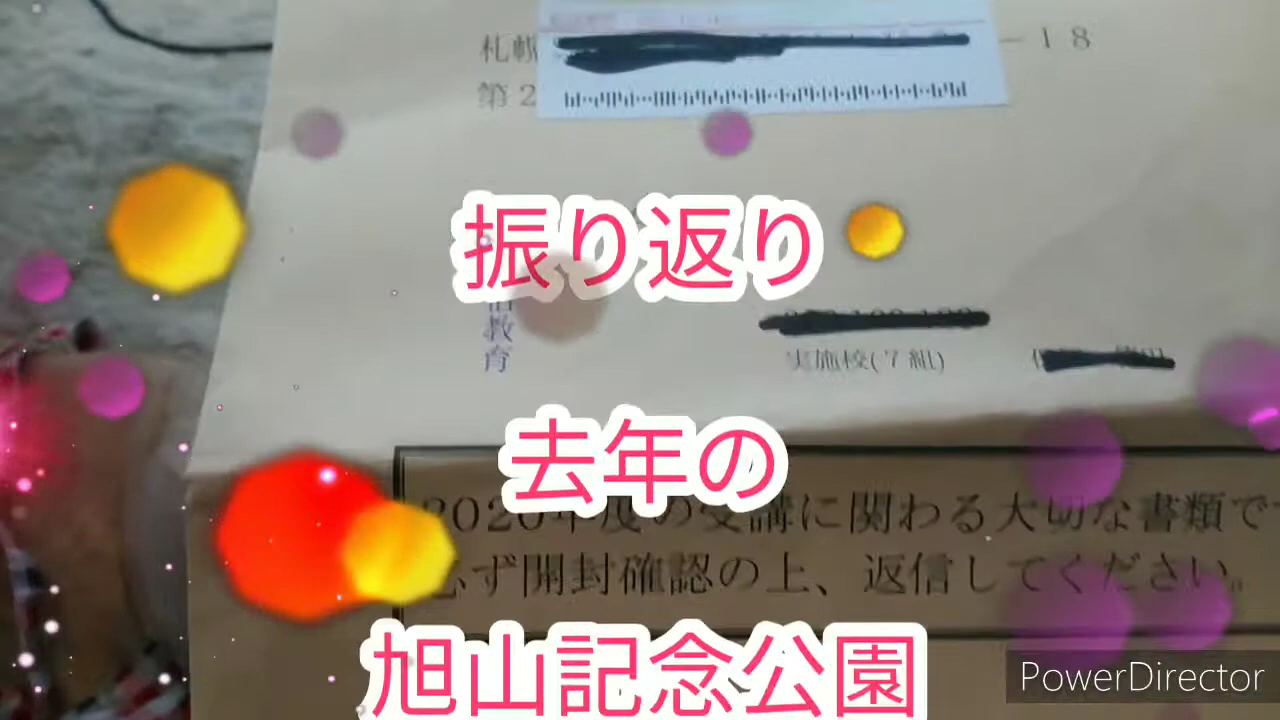 札幌
－１８
第２
振り返り
教育
実施校(７組)
去年の
2020年度の受講に関わる大切な書類で
必ず開封確認の上、返信してください。
旭山記念公園
PowerDirector